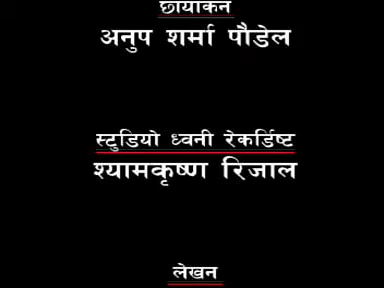 छायांकन
अनुप शर्मा पौडेल
स्टुडियो ध्वनी रेकर्डिष्ट
श्यामकृष्ण रिजाल
लेखन